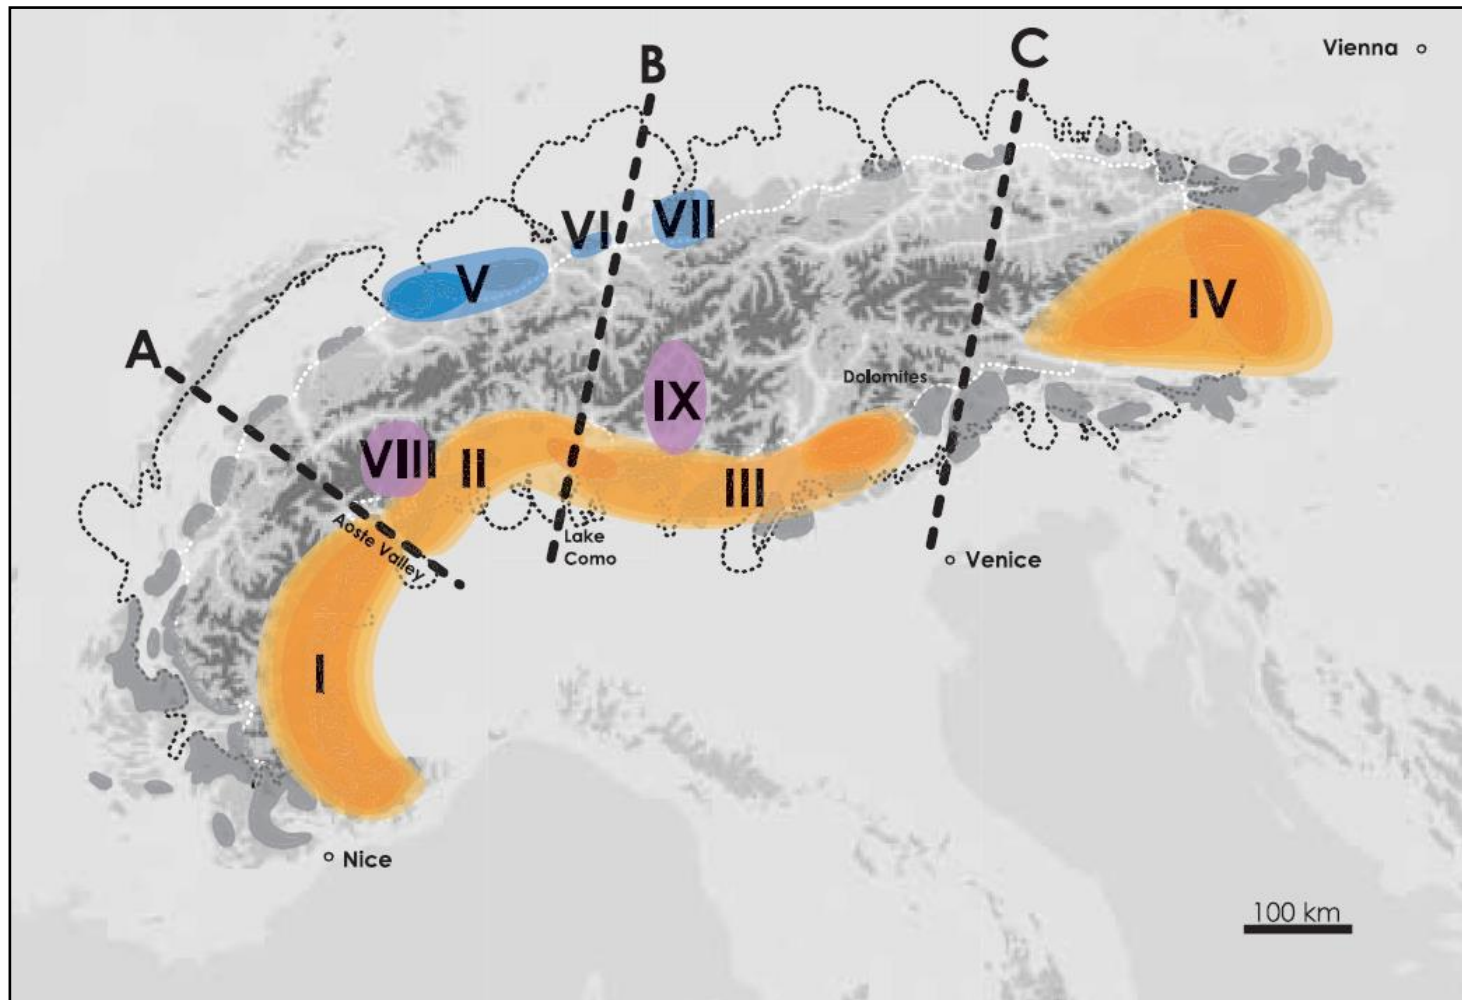 C
Vienna
B
VI
VII
V
IV
A
Dolomites
IX
VIII
II
III
Aoste Valley
Lake
Como
Venice
I
Nice
100 km